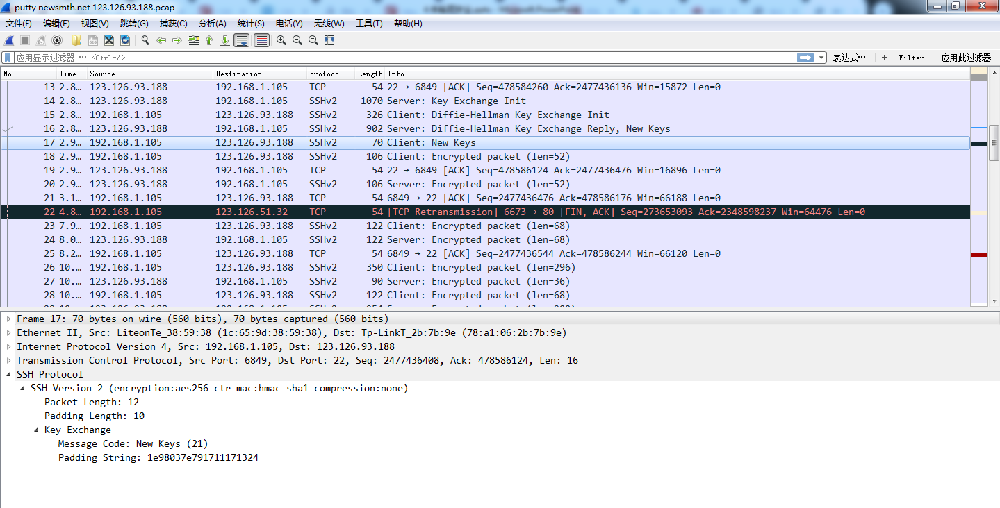 putty newsmth.net 123.126.93.188.pcap
文件(F) 编辑(E) 视图(V) 跳转(G) 捕获(C) 分析(A) 统计(S) 电话(Y) 无线(W) 工具(T) 帮助(H)
应用显示过滤器 … <Ctrl-/> 表达式… + Filter1 应用此过滤器
No. Time Source Destination Protocol Length Info
13 2.8… 123.126.93.188 192.168.1.105 TCP 54 22 → 6849 [ACK] Seq=478584260 Ack=2477436136 Win=15872 Len=0
14 2.8… 123.126.93.188 192.168.1.105 SSHv2 1070 Server: Key Exchange Init
15 2.8… 192.168.1.105 123.126.93.188 SSHv2 326 Client: Diffie-Hellman Key Exchange Init
16 2.8… 123.126.93.188 192.168.1.105 SSHv2 902 Server: Diffie-Hellman Key Exchange Reply, New Keys
17 2.9… 192.168.1.105 123.126.93.188 SSHv2 70 Client: New Keys
18 2.9… 192.168.1.105 123.126.93.188 SSHv2 106 Client: Encrypted packet (len=52)
19 2.9… 123.126.93.188 192.168.1.105 TCP 54 22 → 6849 [ACK] Seq=478586124 Ack=2477436476 Win=16896 Len=0
20 2.9… 123.126.93.188 192.168.1.105 SSHv2 106 Server: Encrypted packet (len=52)
21 3.1… 192.168.1.105 123.126.93.188 TCP 54 6849 → 22 [ACK] Seq=2477436476 Ack=478586176 Win=66188 Len=0
22 4.8… 192.168.1.105 123.126.51.32 TCP 54 [TCP Retransmission] 6673 → 80 [FIN, ACK] Seq=273653093 Ack=2348598237 Win=64476 Len=0
23 7.9… 192.168.1.105 123.126.93.188 SSHv2 122 Client: Encrypted packet (len=68)
24 8.0… 123.126.93.188 192.168.1.105 SSHv2 122 Server: Encrypted packet (len=68)
25 8.2… 192.168.1.105 123.126.93.188 TCP 54 6849 → 22 [ACK] Seq=2477436544 Ack=478586244 Win=66120 Len=0
26 10.… 192.168.1.105 123.126.93.188 SSHv2 350 Client: Encrypted packet (len=296)
27 10.… 123.126.93.188 192.168.1.105 SSHv2 90 Server: Encrypted packet (len=36)
28 10.… 192.168.1.105 123.126.93.188 SSHv2 122 Client: Encrypted packet (len=68)
Frame 17: 70 bytes on wire (560 bits), 70 bytes captured (560 bits)
Ethernet II, Src: LiteonTe_38:59:38 (1c:65:9d:38:59:38), Dst: Tp-LinkT_2b:7b:9e (78:a1:06:2b:7b:9e)
Internet Protocol Version 4, Src: 192.168.1.105, Dst: 123.126.93.188
Transmission Control Protocol, Src Port: 6849, Dst Port: 22, Seq: 2477436408, Ack: 478586124, Len: 16
SSH Protocol
SSH Version 2 (encryption:aes256-ctr mac:hmac-sha1 compression:none)
Packet Length: 12
Padding Length: 10
Key Exchange
Message Code: New Keys (21)
Padding String: 1e98037e791711171324